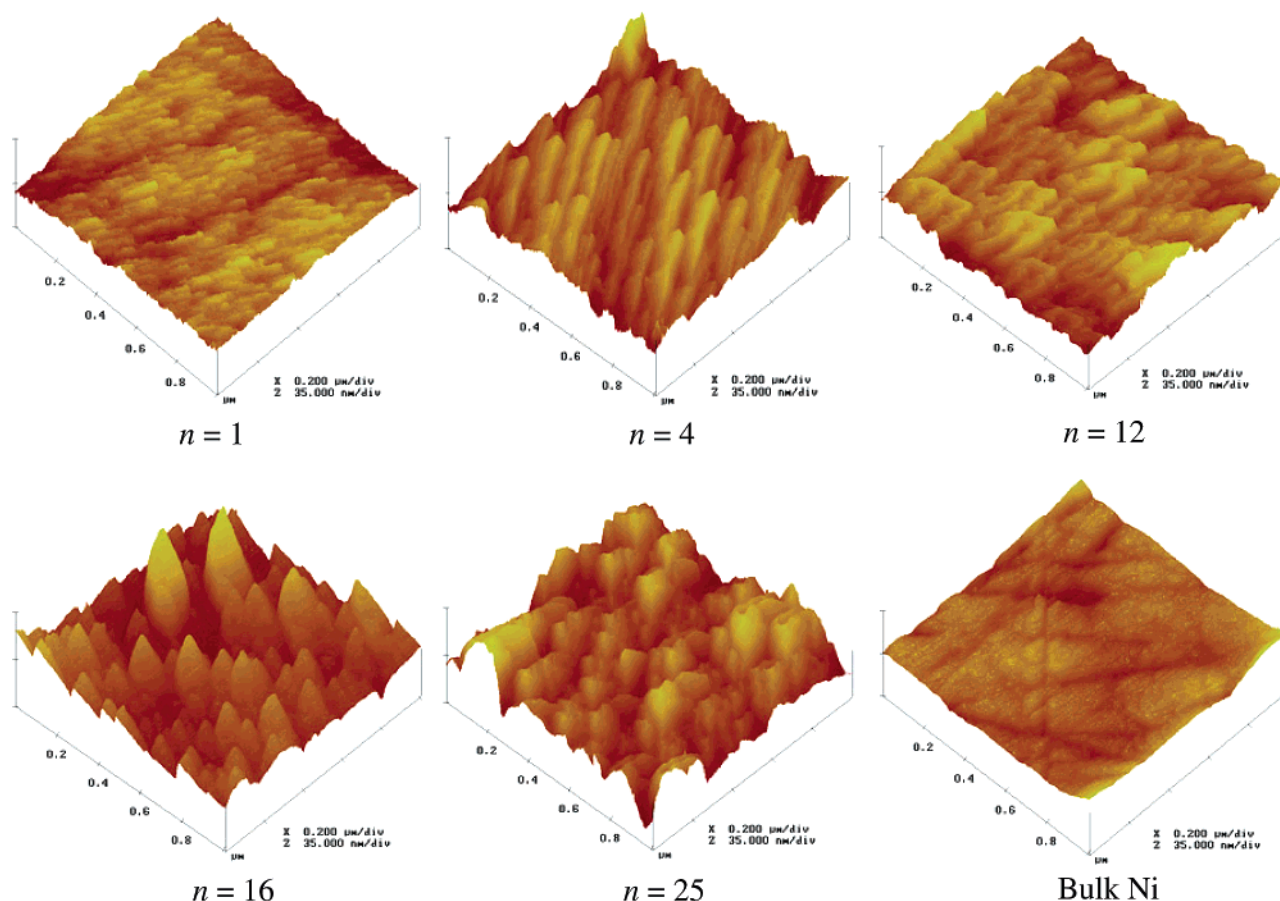 0.2
0.4
0.6
0.8
µm
X 0.200 µm/div
Z 35.000 nm/div
n = 1
0.2
0.4
0.6
0.8
µm
X 0.200 µm/div
Z 35.000 nm/div
n = 4
0.2
0.4
0.6
0.8
µm
X 0.200 µm/div
Z 35.000 nm/div
n = 12
0.2
0.4
0.6
0.8
µm
X 0.200 µm/div
Z 35.000 nm/div
n = 16
0.2
0.4
0.6
0.8
µm
X 0.200 µm/div
Z 35.000 nm/div
n = 25
0.2
0.4
0.6
0.8
µm
X 0.200 µm/div
Z 35.000 nm/div
Bulk Ni